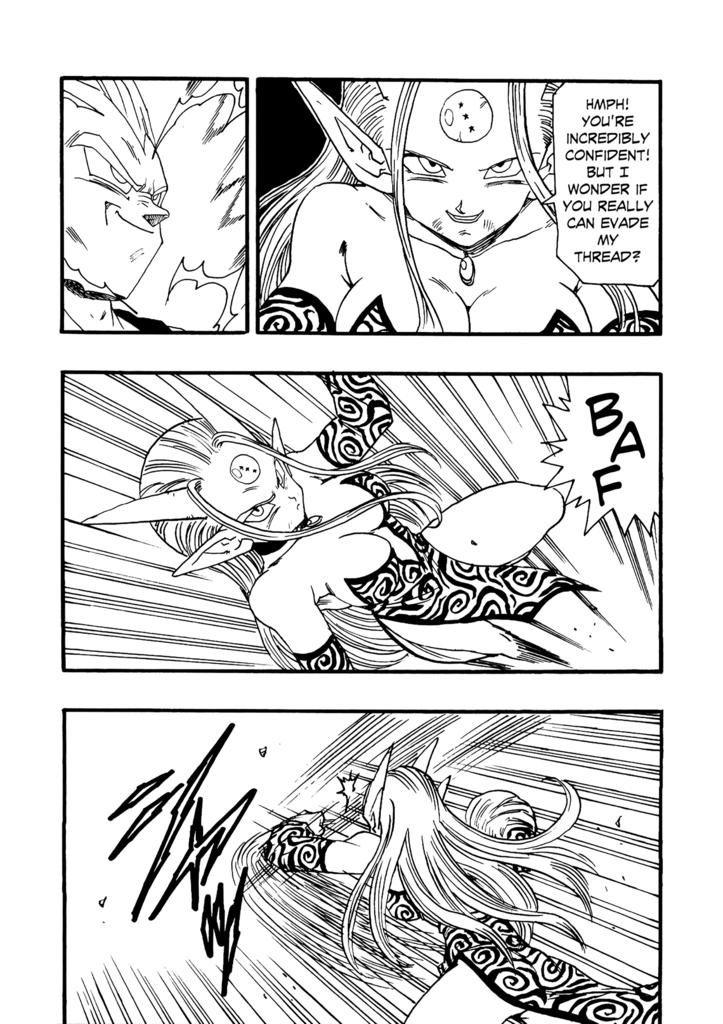 HMPH!
YOU'RE
INCREDIBLY
CONFIDENT!
BUT I
WONDER IF
YOU REALLY
CAN EVADE
MY
THREAD?
BAF